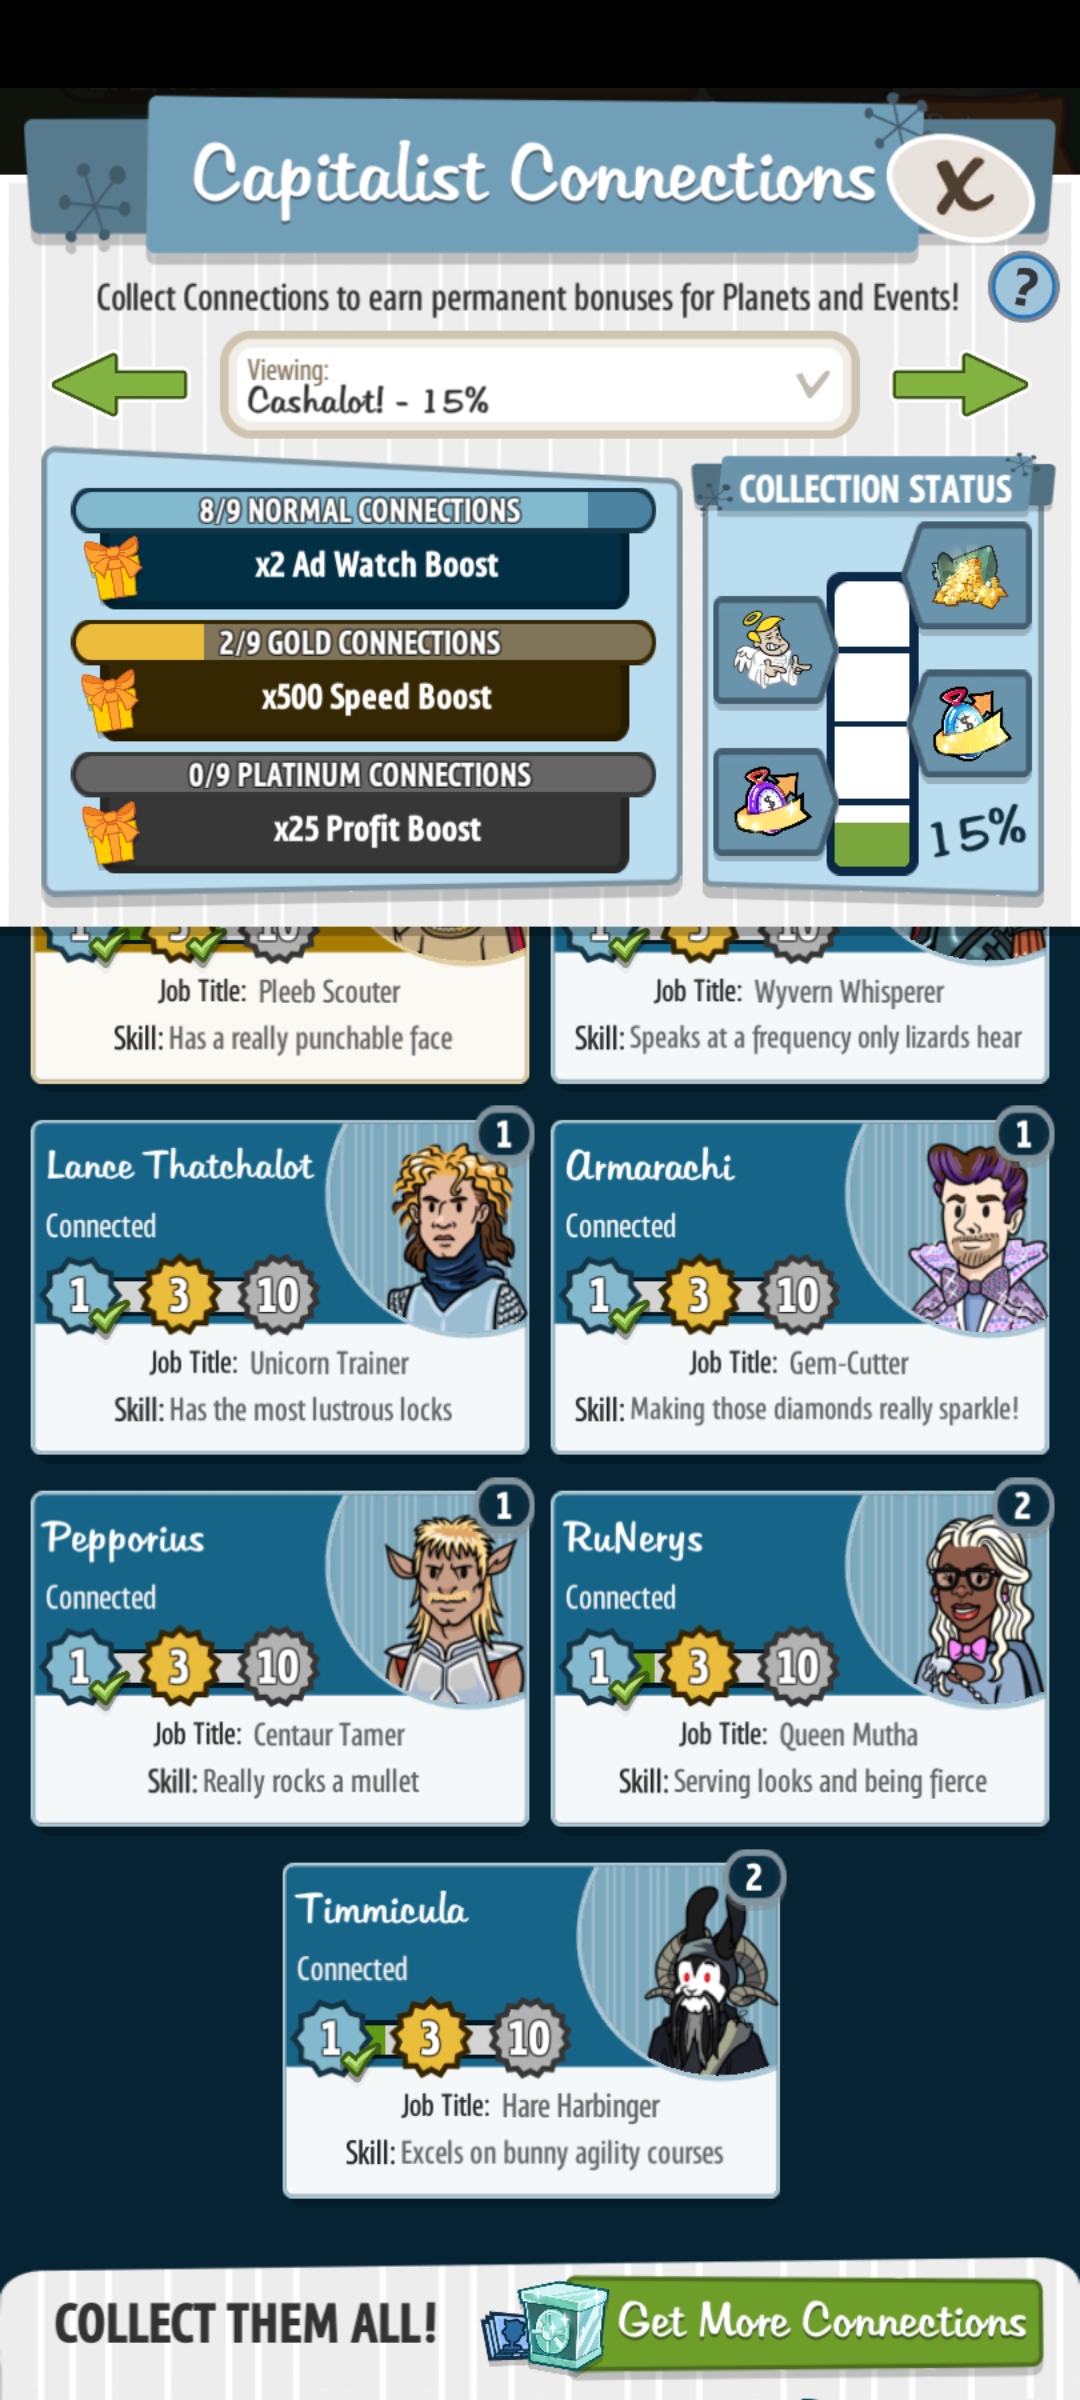 Capitalist Connections
X
Collect Connections to earn permanent bonuses for Planets and Events!
?
Viewing:
Cashalot! - 15%
8/9 NORMAL CONNECTIONS
x2 Ad Watch Boost
2/9 GOLD CONNECTIONS
x500 Speed Boost
0/9 PLATINUM CONNECTIONS
x25 Profit Boost
COLLECTION STATUS
15%
1 3 10
Job Title: Pleeb Scouter
Skill: Has a really punchable face
1 3 10
Job Title: Wyvern Whisperer
Skill: Speaks at a frequency only lizards hear
1
Lance Thatchalot
Connected
1 3 10
Job Title: Unicorn Trainer
Skill: Has the most lustrous locks
1
Armarachi
Connected
1 3 10
Job Title: Gem-Cutter
Skill: Making those diamonds really sparkle!
1
Pepporius
Connected
1 3 10
Job Title: Centaur Tamer
Skill: Really rocks a mullet
2
RuNerys
Connected
1 3 10
Job Title: Queen Mutha
Skill: Serving looks and being fierce
2
Timmicula
Connected
1 3 10
Job Title: Hare Harbinger
Skill: Excels on bunny agility courses
COLLECT THEM ALL!
Get More Connections